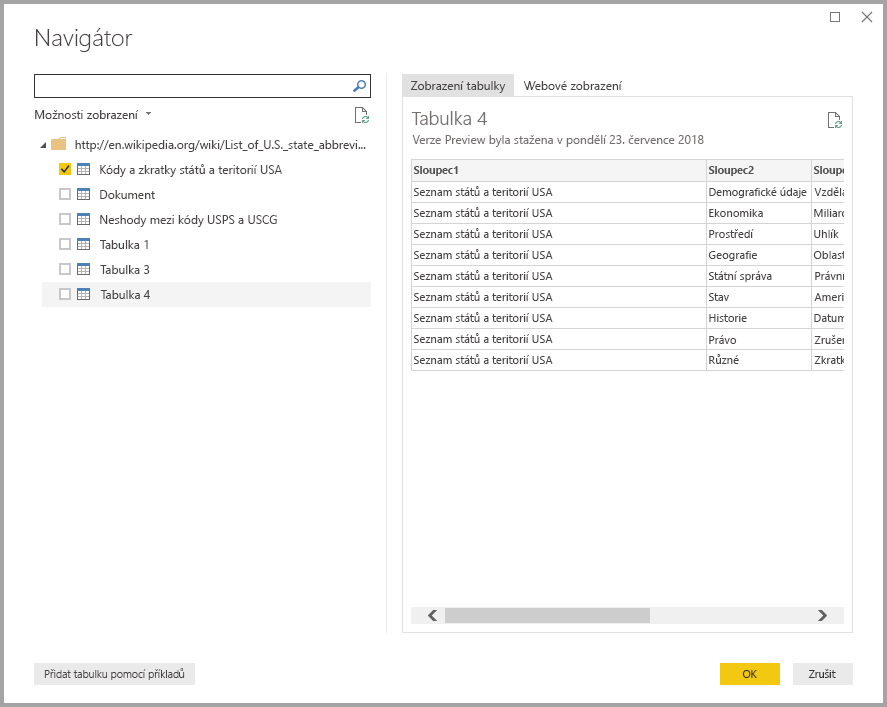 Navigátor
Možnosti zobrazení
http://en.wikipedia.org/wiki/List_of_U.S._state_abbrevi...
Kódy a zkratky států a teritorií USA
Dokument
Neshody mezi kódy USPS a USCG
Tabulka 1
Tabulka 3
Tabulka 4
Zobrazení tabulky Webové zobrazení
Tabulka 4
Verze Preview byla stažena v pondělí 23. července 2018
Sloupec1 Sloupec2 Sloupe
Seznam států a teritorií USA Demografické údaje Vzděla
Seznam států a teritorií USA Ekonomika Miliard
Seznam států a teritorií USA Prostředí Uhlík
Seznam států a teritorií USA Geografie Oblast
Seznam států a teritorií USA Státní správa Právn
Seznam států a teritorií USA Stav Ameri
Seznam států a teritorií USA Historie Datum
Seznam států a teritorií USA Právo Zrušen
Seznam států a teritorií USA Různé Zkratk
Přidat tabulku pomocí příkladů
OK Zrušit